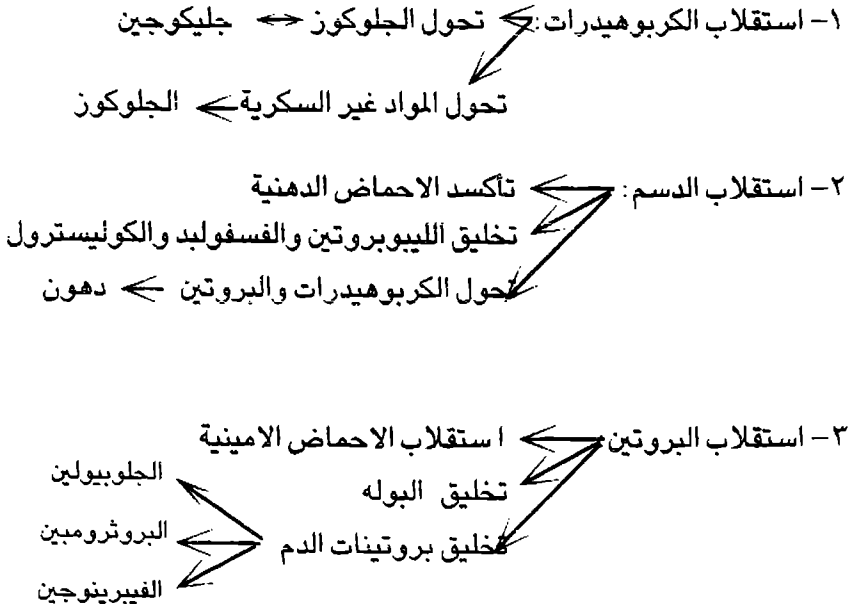 ١- استقلاب الكربوهيدرات: تحول الجلوكوز ↔ جليكوجين
تحول المواد غير السكرية ← الجلوكوز
٢- استقلاب الدسم: تأكسد الاحماض الدهنية
تخليق الليبوبروتين والفسفولبد والكوليسترول
تحول الكربوهيدرات والبروتين ← دهون
٣- استقلاب البروتين استقلاب الاحماض الامينية
تخليق البوله
تخليق بروتينات الدم
الجلوبيولين
البروثرومبين
الفيبرينوجين